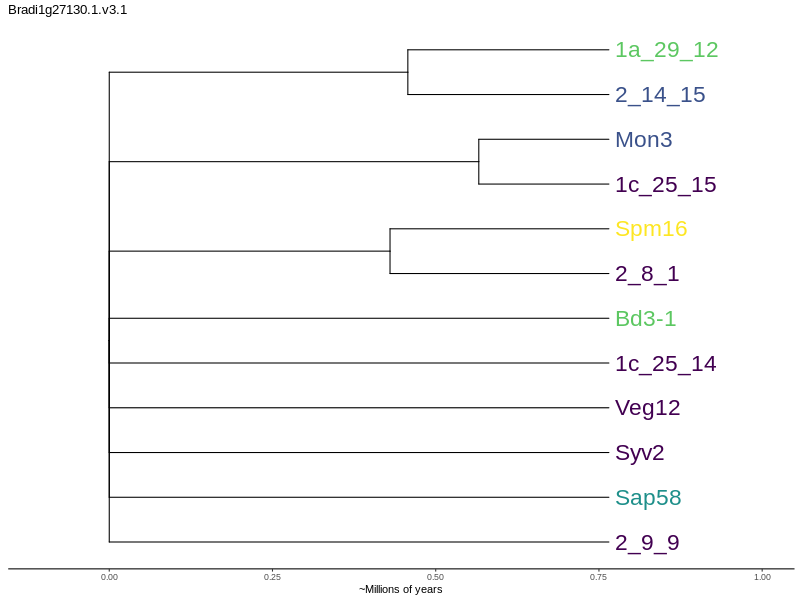 Bradi1g27130.1.v3.1
1a_29_12
2_14_15
Mon3
1c_25_15
Spm16
2_8_1
Bd3-1
1c_25_14
Veg12
Syv2
Sap58
2_9_9
0.00 0.25 0.50 0.75 1.00
~Millions of years